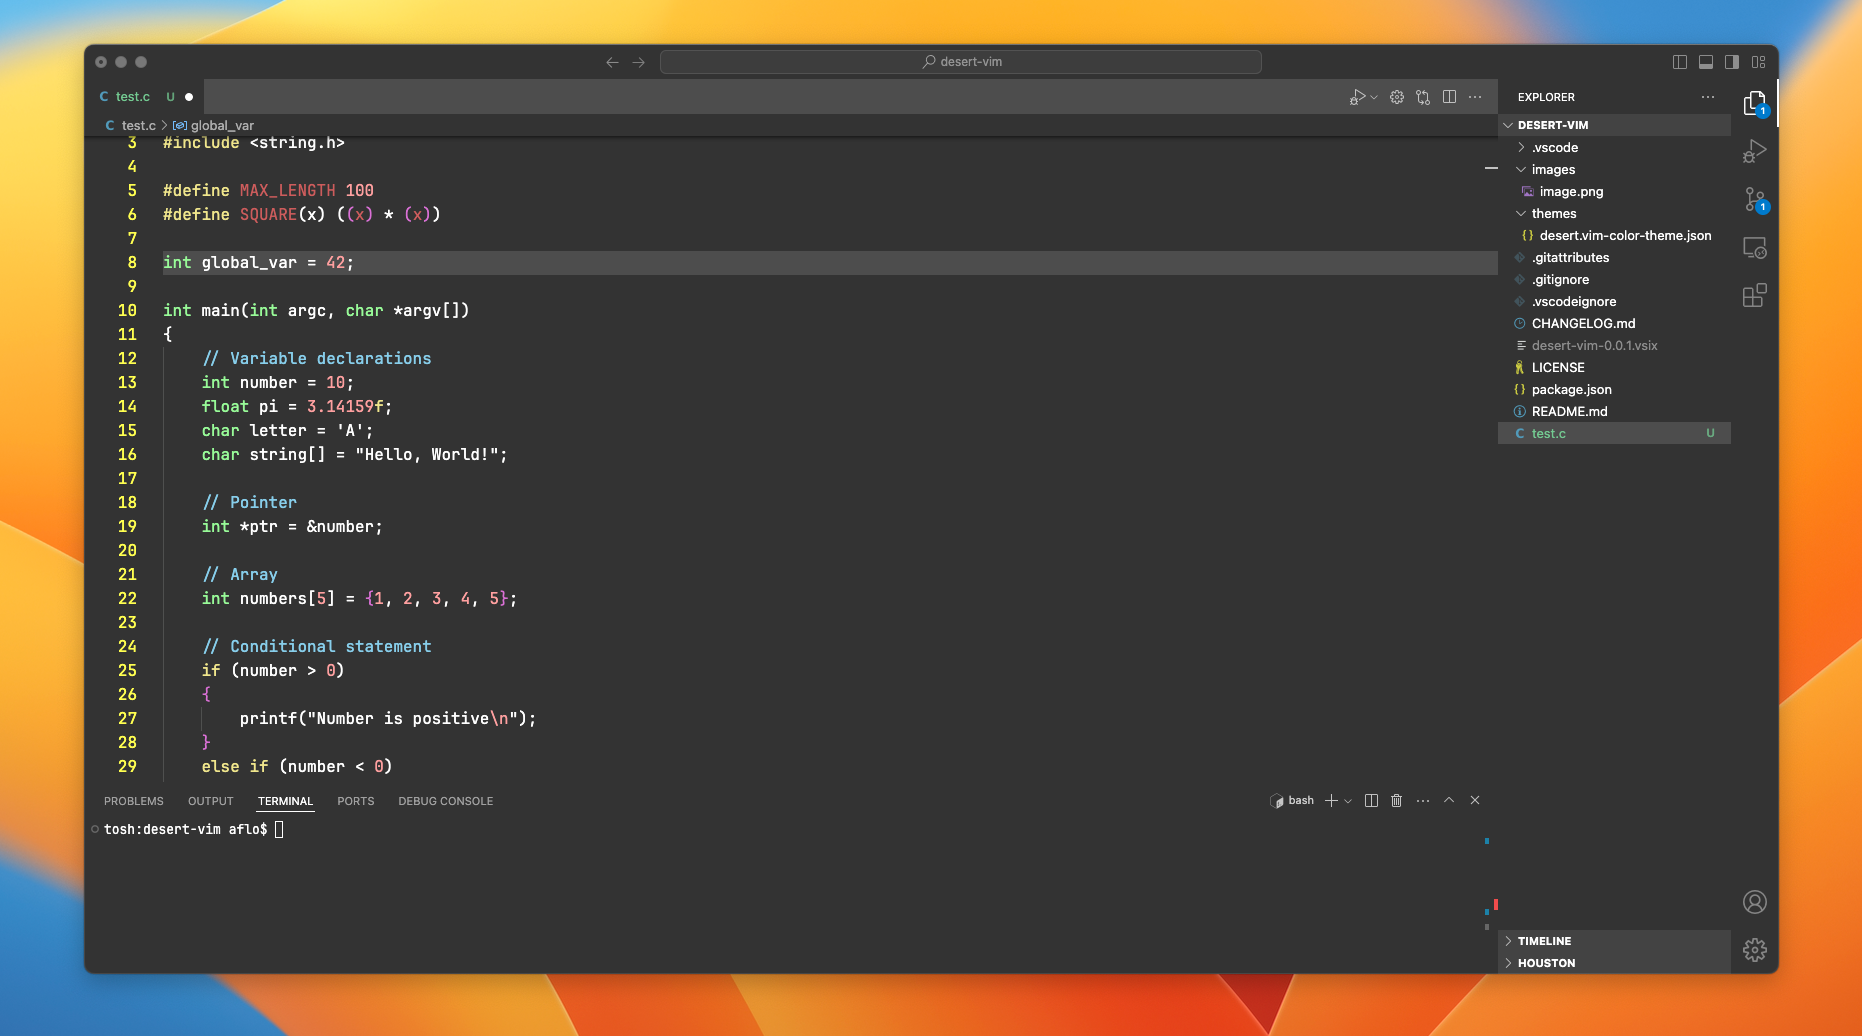 desert-vim
C test.c U
C test.c > global_var
3 #include <string.h>
4
5 #define MAX_LENGTH 100
6 #define SQUARE(x) ((x) * (x))
7
8 int global_var = 42;
9
10 int main(int argc, char *argv[])
11 {
12 // Variable declarations
13 int number = 10;
14 float pi = 3.14159f;
15 char letter = 'A';
16 char string[] = "Hello, World!";
17
18 // Pointer
19 int *ptr = &number;
20
21 // Array
22 int numbers[5] = {1, 2, 3, 4, 5};
23
24 // Conditional statement
25 if (number > 0)
26 {
27 printf("Number is positive\n");
28 }
29 else if (number < 0)
PROBLEMS OUTPUT TERMINAL PORTS DEBUG CONSOLE
bash
tosh:desert-vim aflo$
EXPLORER
DESERT-VIM
.vscode
images
image.png
themes
{} desert.vim-color-theme.json
.gitattributes
.gitignore
.vscodeignore
CHANGELOG.md
desert-vim-0.0.1.vsix
LICENSE
{} package.json
README.md
C test.c U
TIMELINE
HOUSTON
1
1